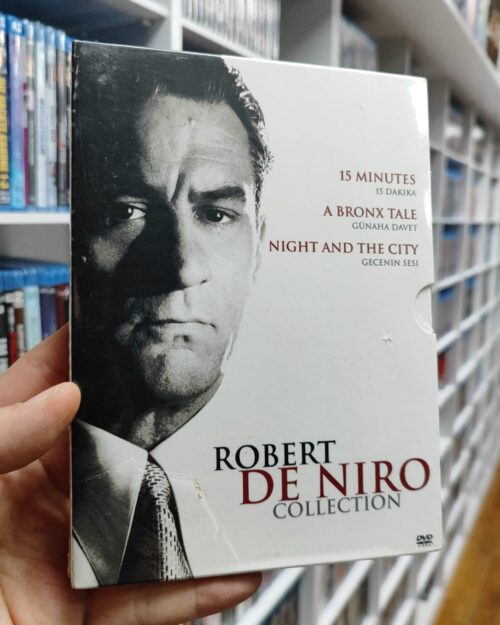 15 MINUTES
15 DAKIKA
A BRONX TALE
GÜNAHA DAVET
NIGHT AND THE CITY
GECENIN SESI
ROBERT
DE NIRO
COLLECTION
DVD